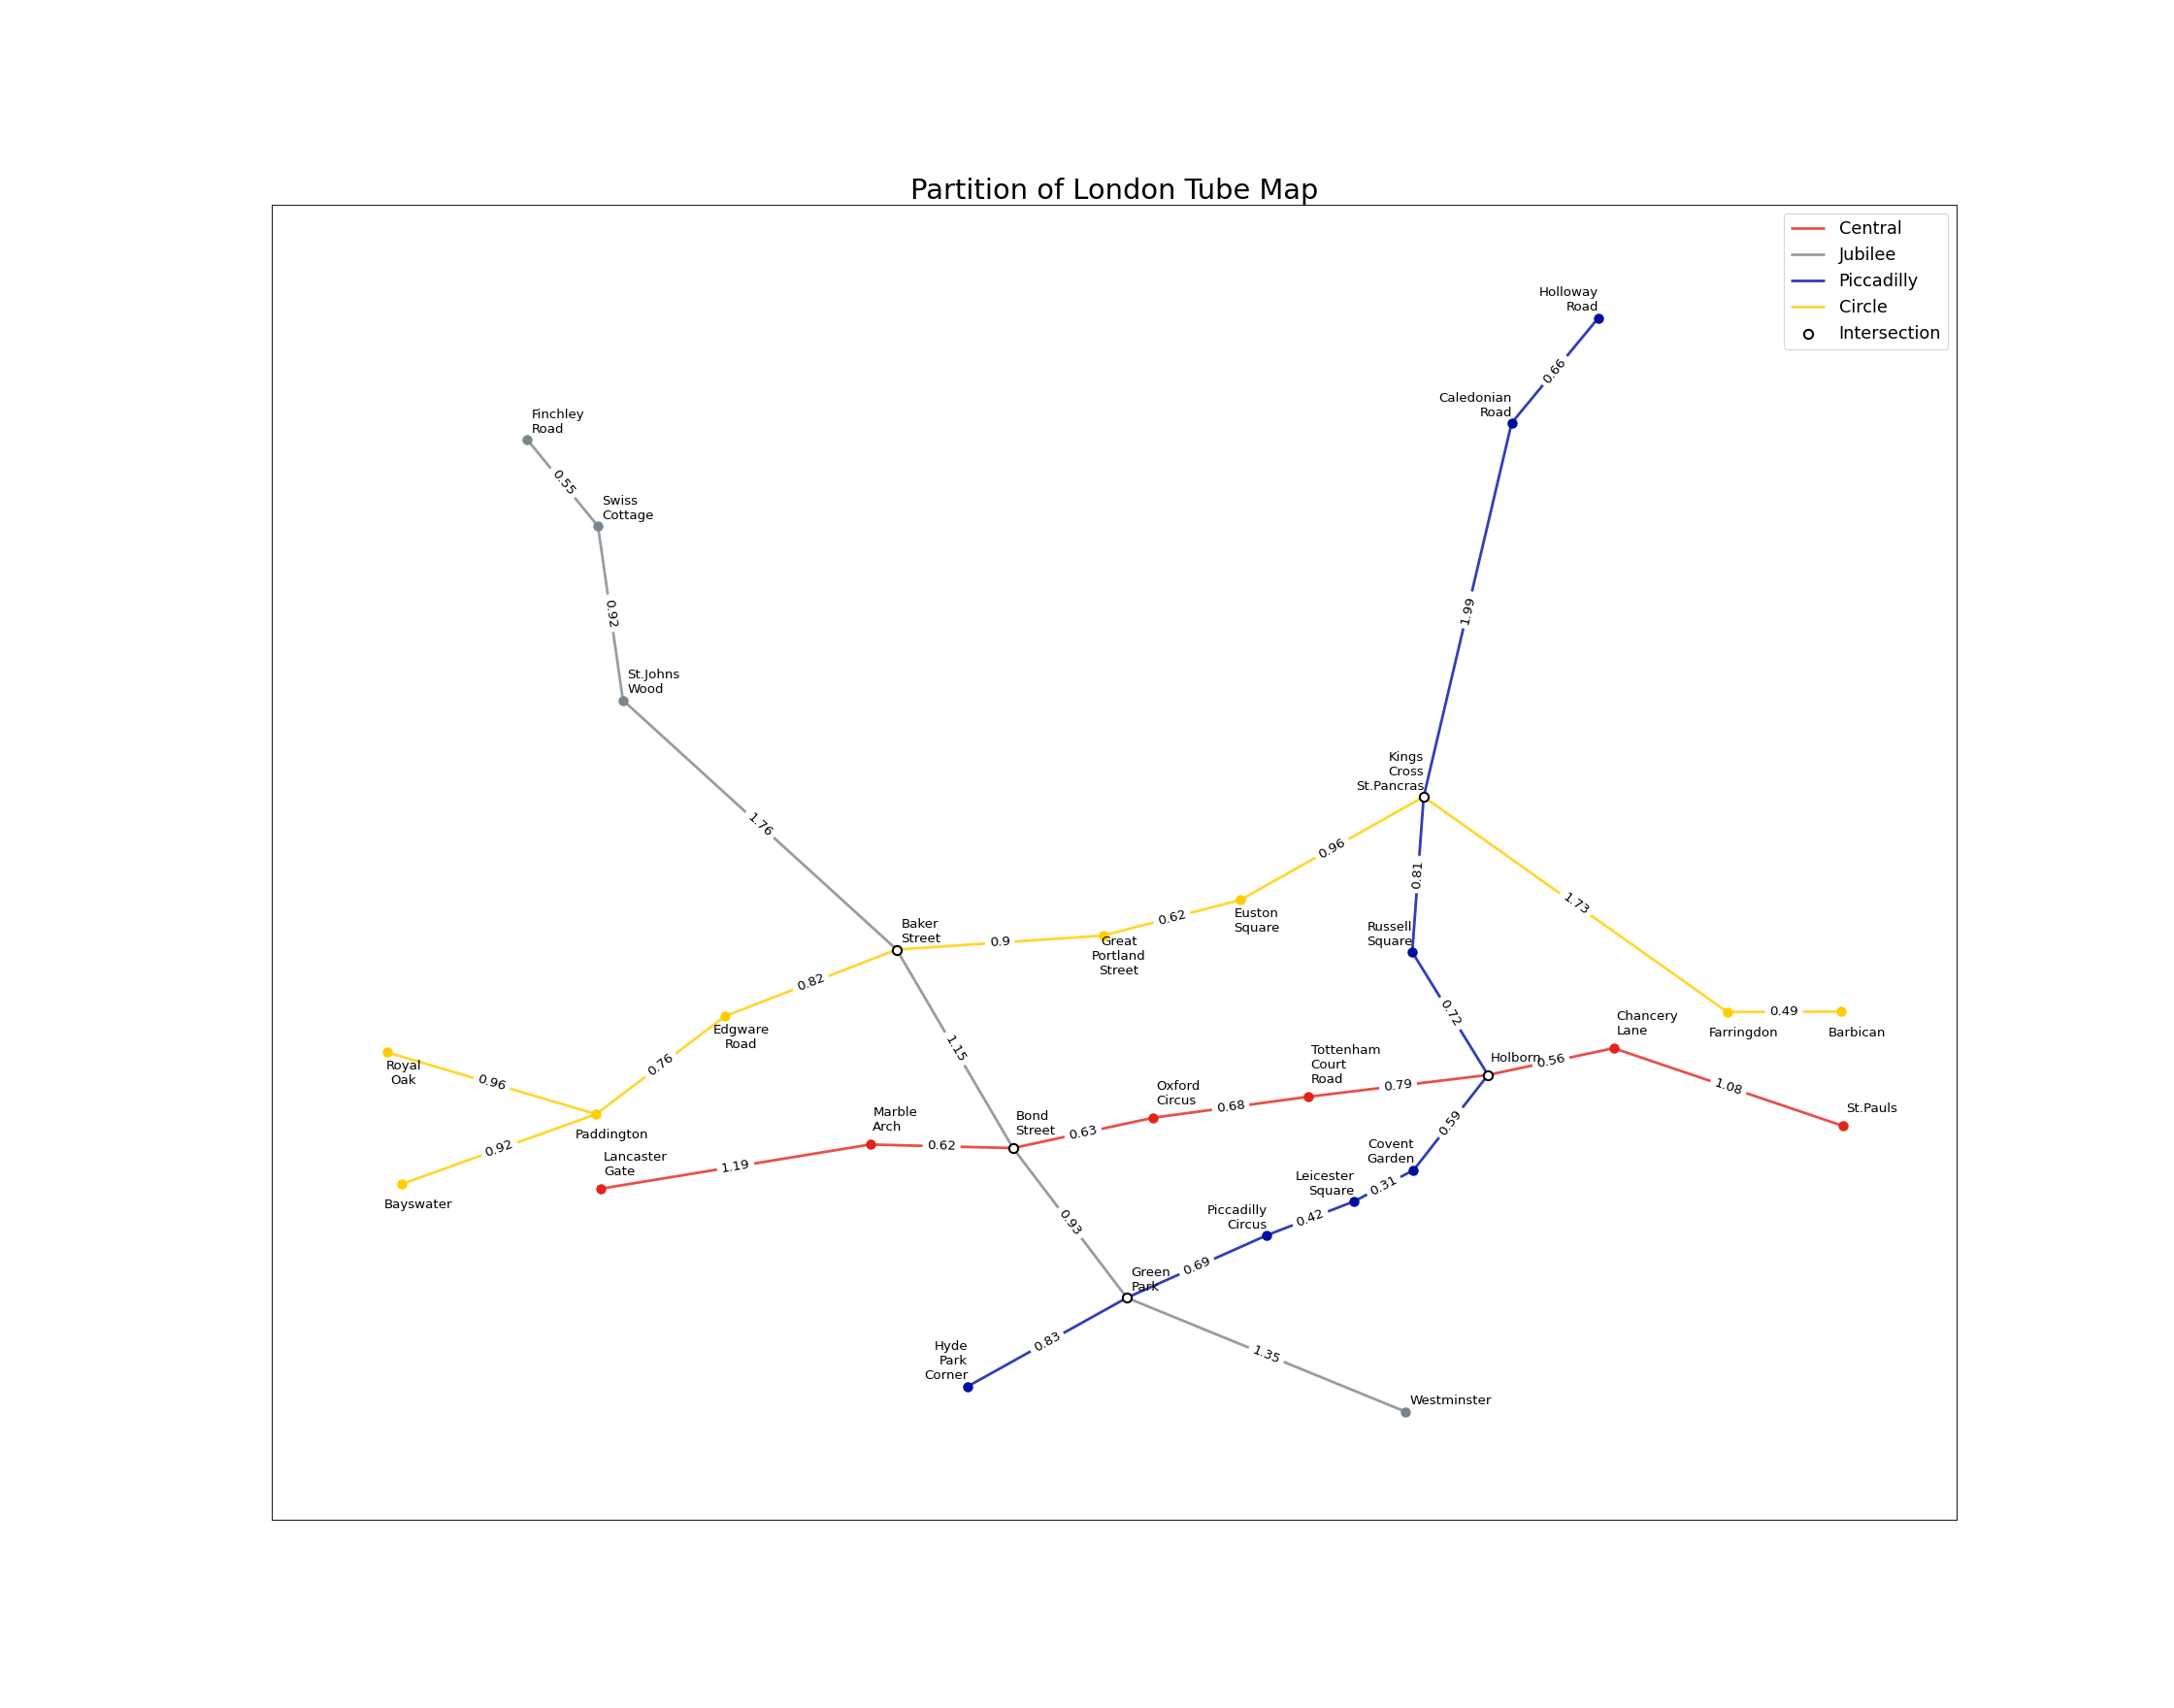 Partition of London Tube Map
Central
Jubilee
Piccadilly
Circle
Intersection
Holloway
Road
0.66
Caledonian
Road
Finchley
Road
0.55
Swiss
Cottage
0.92
1.99
St.Johns
Wood
Kings
Cross
St.Pancras
1.76
0.96
0.81
1.73
Baker
Street
0.9
0.62
Euston
Square
Great
Portland
Street
Russell
Square
0.82
0.72
Chancery
Lane
0.49
Farringdon
Barbican
Edgware
Road
1.15
Tottenham
Court
Road
Holborn
0.56
Royal
Oak
0.96
0.76
0.79
1.08
Oxford
Circus
0.68
St.Pauls
Marble
Arch
Bond
Street
0.63
0.59
Paddington
0.62
0.92
Lancaster
Gate
1.19
Covent
Garden
Leicester
Square
0.31
Bayswater
Piccadilly
Circus
0.42
0.93
0.69
Green
Park
0.83
Hyde
Park
Corner
1.35
Westminster